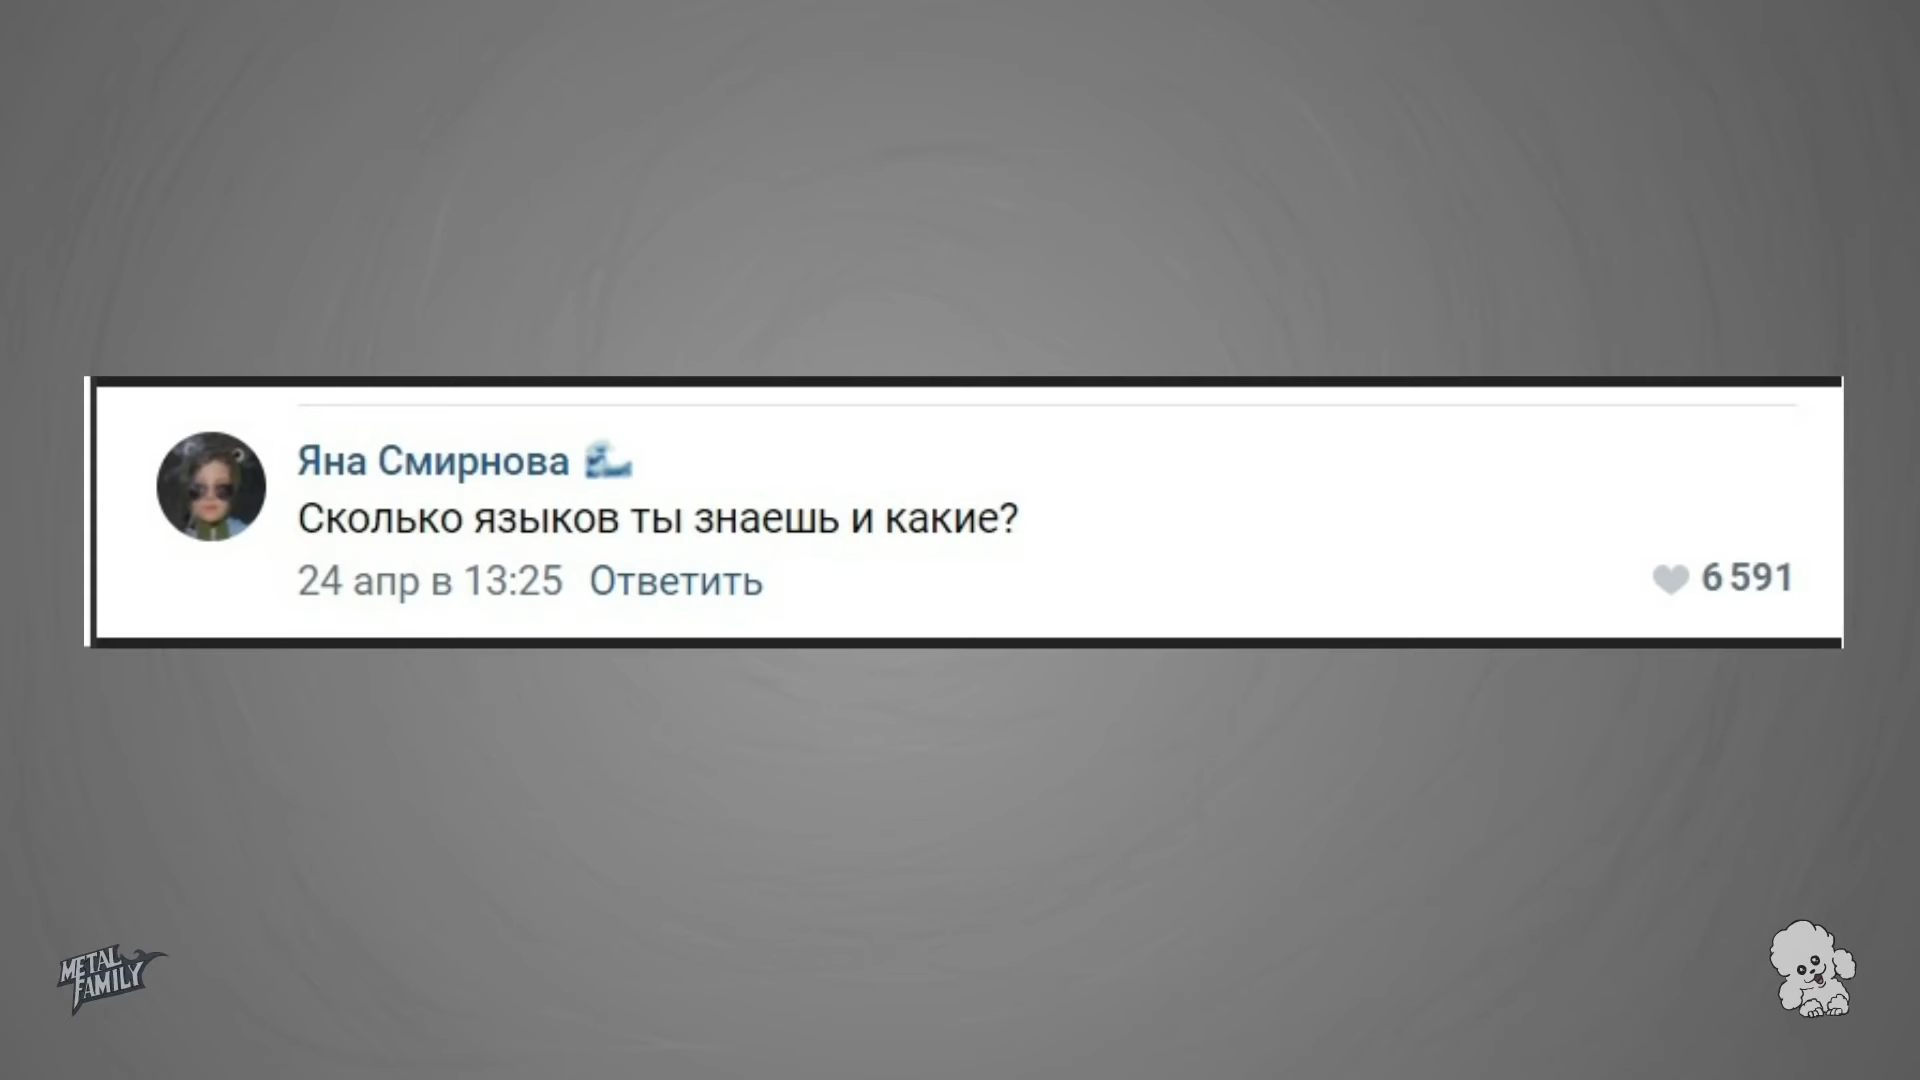 Яна Смирнова
Сколько языков ты знаешь и какие?
24 апр в 13:25 Ответить
6 591
METAL
FAMILY